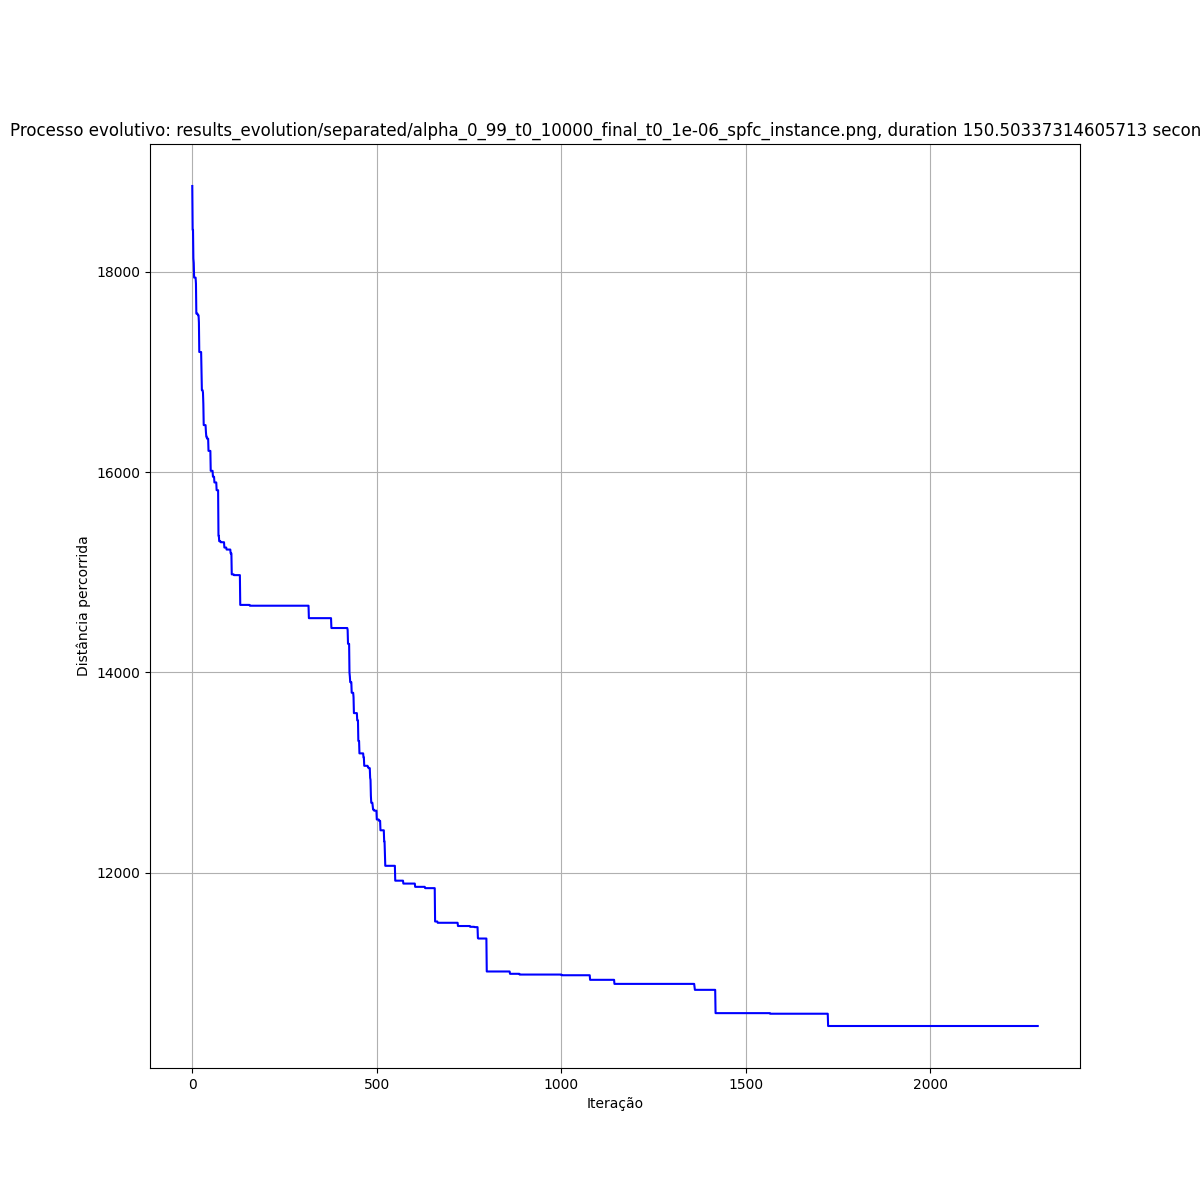 Processo evolutivo: results_evolution/separated/alpha_0_99_t0_10000_final_t0_1e-06_spfc_instance.png, duration 150.50337314605713 secon
18000
16000
14000
12000
Distância percorrida
0 500 1000 1500 2000
Iteração